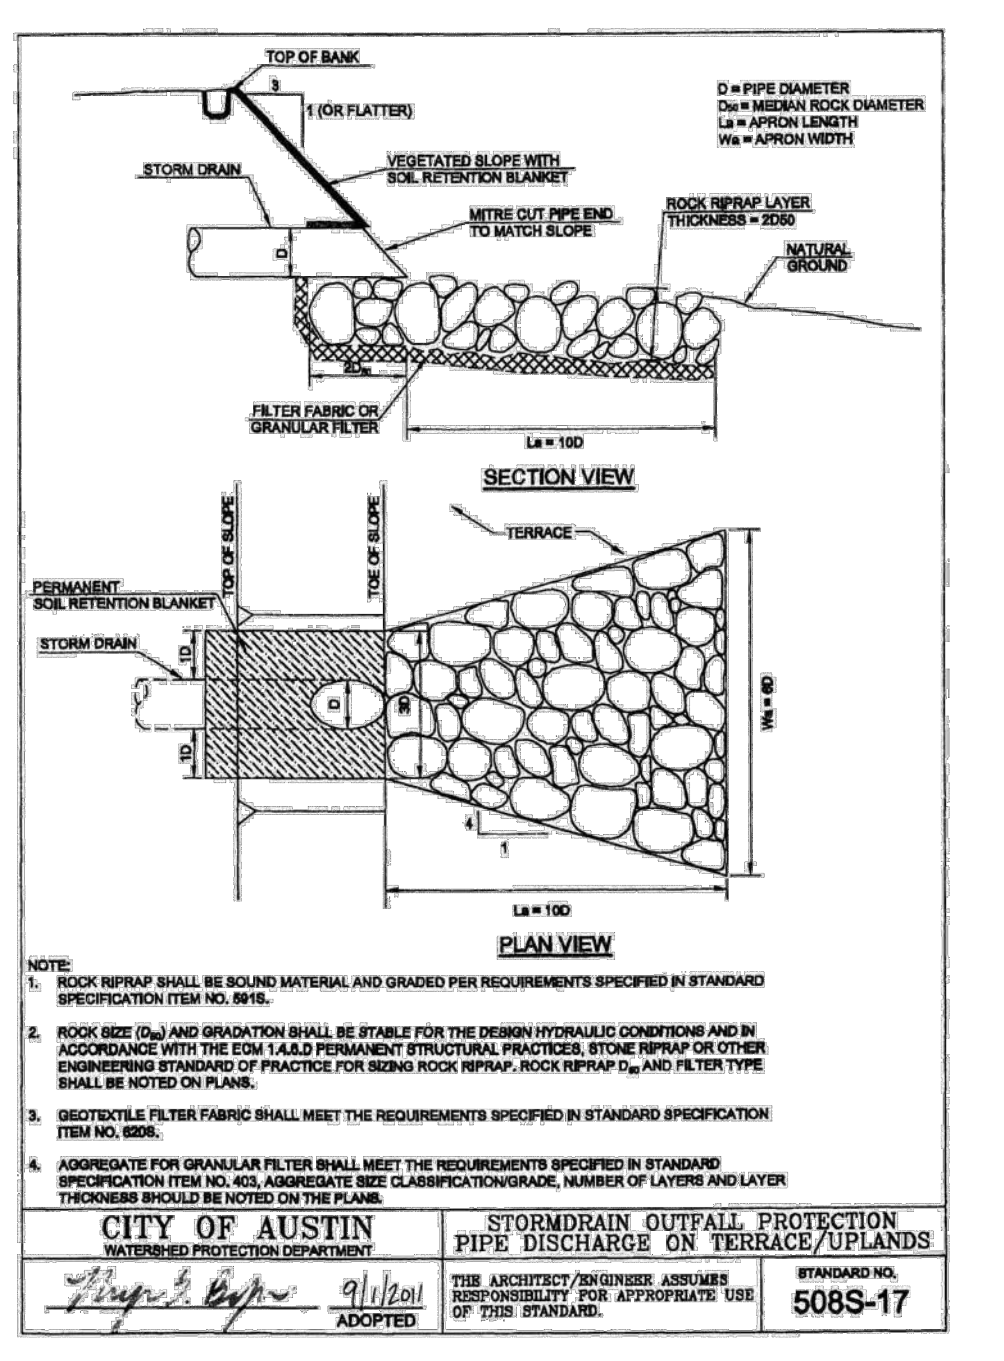 TOP OF BANK
3
1 (OR FLATTER)
D = PIPE DIAMETER
D50 = MEDIAN ROCK DIAMETER
La = APRON LENGTH
Wa = APRON WIDTH
STORM DRAIN
VEGETATED SLOPE WITH
SOIL RETENTION BLANKET
MITRE CUT PIPE END
TO MATCH SLOPE
ROCK RIPRAP LAYER
THICKNESS = 2D50
NATURAL
GROUND
D
2D50
FILTER FABRIC OR
GRANULAR FILTER
La = 10D
SECTION VIEW
TOP OF SLOPE
TOE OF SLOPE
TERRACE
PERMANENT
SOIL RETENTION BLANKET
STORM DRAIN
1D
D
3D
1D
Wa = 6D
4
1
La = 10D
PLAN VIEW
NOTE:
1. ROCK RIPRAP SHALL BE SOUND MATERIAL AND GRADED PER REQUIREMENTS SPECIFIED IN STANDARD
SPECIFICATION ITEM NO. 591S.
2. ROCK SIZE (D50) AND GRADATION SHALL BE STABLE FOR THE DESIGN HYDRAULIC CONDITIONS AND IN
ACCORDANCE WITH THE ECM 1.4.6.D PERMANENT STRUCTURAL PRACTICES, STONE RIPRAP OR OTHER
ENGINEERING STANDARD OF PRACTICE FOR SIZING ROCK RIPRAP. ROCK RIPRAP D50 AND FILTER TYPE
SHALL BE NOTED ON PLANS.
3. GEOTEXTILE FILTER FABRIC SHALL MEET THE REQUIREMENTS SPECIFIED IN STANDARD SPECIFICATION
ITEM NO. 620S.
4. AGGREGATE FOR GRANULAR FILTER SHALL MEET THE REQUIREMENTS SPECIFIED IN STANDARD
SPECIFICATION ITEM NO. 403, AGGREGATE SIZE CLASSIFICATION/GRADE, NUMBER OF LAYERS AND LAYER
THICKNESS SHOULD BE NOTED ON THE PLANS.
CITY OF AUSTIN
WATERSHED PROTECTION DEPARTMENT
STORMDRAIN OUTFALL PROTECTION
PIPE DISCHARGE ON TERRACE/UPLANDS
9/1/2011
ADOPTED
THE ARCHITECT/ENGINEER ASSUMES
RESPONSIBILITY FOR APPROPRIATE USE
OF THIS STANDARD.
STANDARD NO.
508S-17